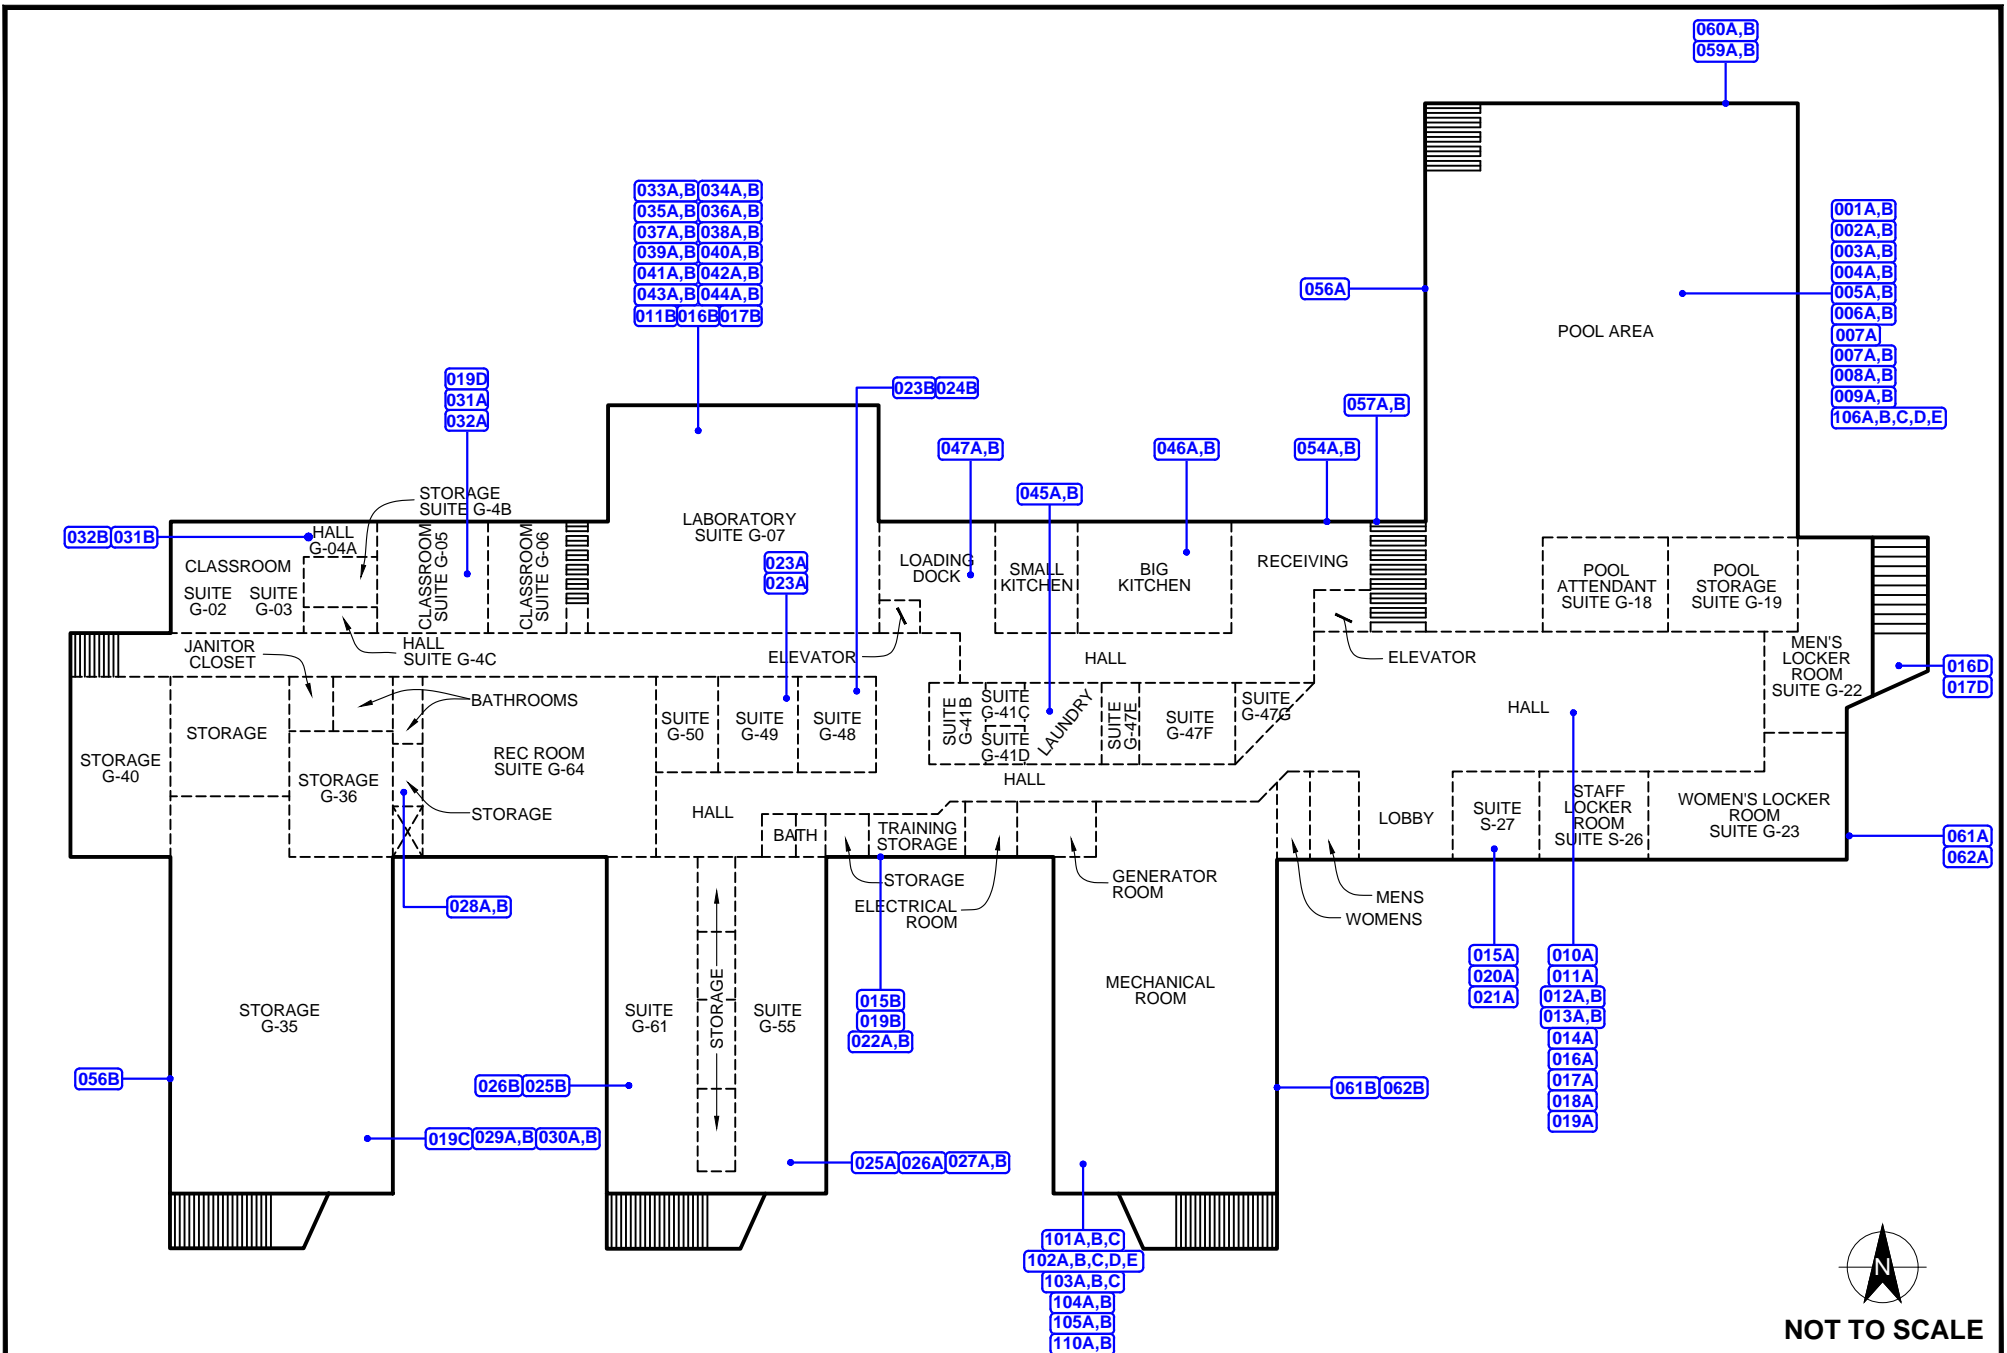 060A,B
059A,B
033A,B 034A,B
035A,B 036A,B
037A,B 038A,B
039A,B 040A,B
041A,B 042A,B
043A,B 044A,B
011B 016B 017B
001A,B
002A,B
003A,B
004A,B
005A,B
006A,B
007A
007A,B
008A,B
009A,B
106A,B,C,D,E
056A
POOL AREA
019D
031A
032A
023B 024B
057A,B
047A,B
046A,B
054A,B
045A,B
STORAGE
SUITE G-4B
032B 031B
HALL
G-04A
CLASSROOM
SUITE
G-02
SUITE
G-03
CLASSROOM
SUITE G-05
CLASSROOM
SUITE G-06
LABORATORY
SUITE G-07
023A
023A
LOADING
DOCK
SMALL
KITCHEN
BIG
KITCHEN
RECEIVING
POOL
ATTENDANT
SUITE G-18
POOL
STORAGE
SUITE G-19
JANITOR
CLOSET
HALL
SUITE G-4C
ELEVATOR
HALL
ELEVATOR
MEN'S
LOCKER
ROOM
SUITE G-22
016D
017D
BATHROOMS
STORAGE
STORAGE
G-40
STORAGE
G-36
REC ROOM
SUITE G-64
STORAGE
SUITE
G-50
SUITE
G-49
SUITE
G-48
SUITE
G-41B
SUITE
G-41C
SUITE
G-41D
LAUNDRY
SUITE
G-47E
SUITE
G-47F
SUITE
G-47G
HALL
HALL
HALL
BATH
TRAINING
STORAGE
LOBBY
SUITE
S-27
STAFF
LOCKER
ROOM
SUITE S-26
WOMEN'S LOCKER
ROOM
SUITE G-23
061A
062A
028A,B
STORAGE
ELECTRICAL
ROOM
GENERATOR
ROOM
MENS
WOMENS
015A
020A
021A
010A
011A
012A,B
013A,B
014A
016A
017A
018A
019A
STORAGE
G-35
SUITE
G-61
STORAGE
SUITE
G-55
015B
019B
022A,B
MECHANICAL
ROOM
056B
026B 025B
061B 062B
019C 029A,B 030A,B
025A 026A 027A,B
101A,B,C
102A,B,C,D,E
103A,B,C
104A,B
105A,B
110A,B
N
NOT TO SCALE